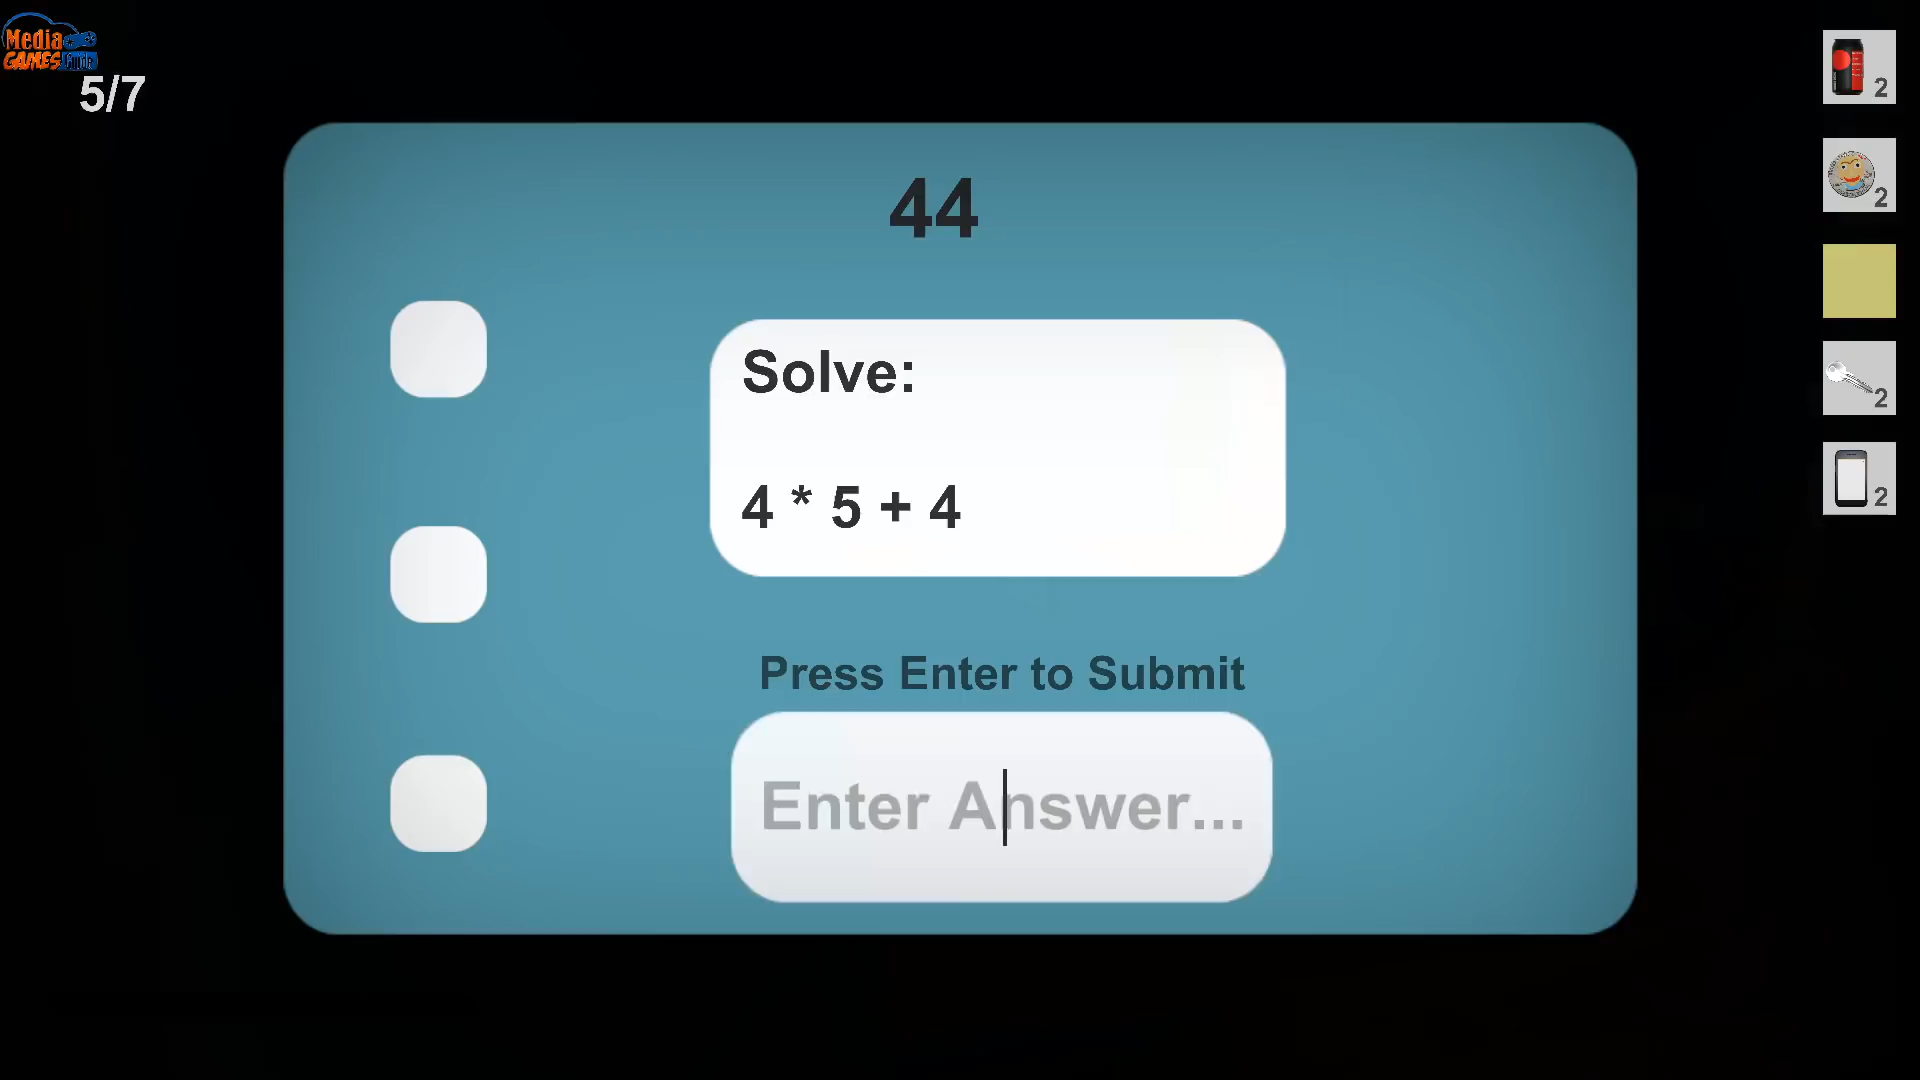 Media
GAMES Guide
5/7
44
Solve:
4 * 5 + 4
Press Enter to Submit
Enter Answer...
2
2
2
2